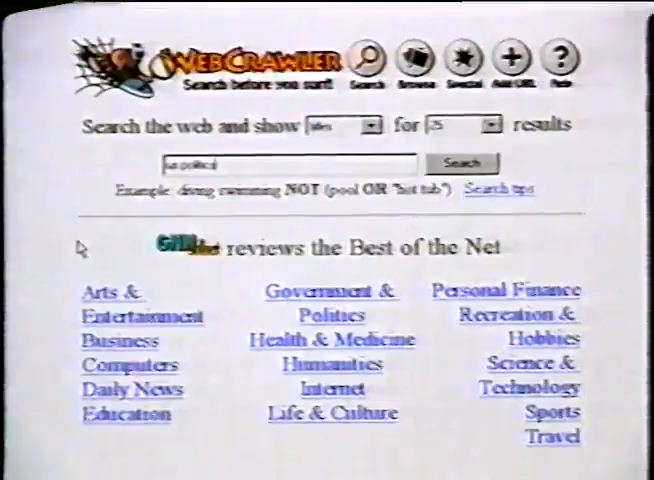 WEBCRAWLER
Search before you surf!
Search Browse Special Add URL Help
Search the web and show titles for 25 results
us politics Search
Example: diving swimming NOT (pool OR "hot tub") Search tips
reviews the Best of the Net
Arts &
Entertainment
Business
Computers
Daily News
Education
Government &
Politics
Health & Medicine
Humanities
Internet
Life & Culture
Personal Finance
Recreation &
Hobbies
Science &
Technology
Sports
Travel